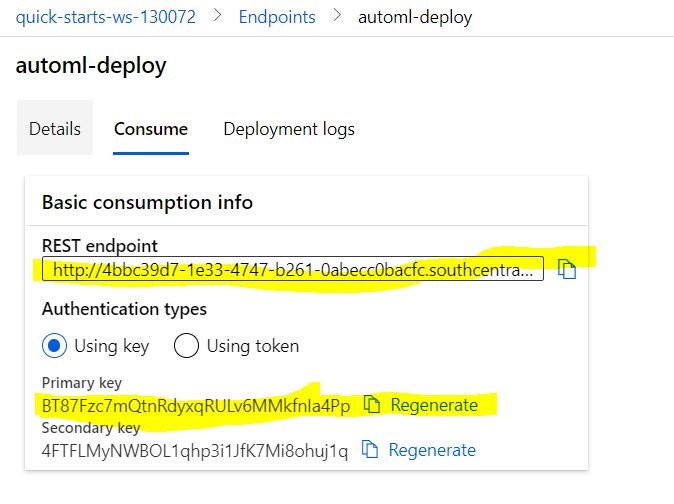 quick-starts-ws-130072 > Endpoints > automl-deploy
automl-deploy
Details Consume Deployment logs
Basic consumption info
REST endpoint
http://4bbc39d7-1e33-4747-b261-0abecc0bacfc.southcentra...
Authentication types
Using key Using token
Primary key
BT87Fzc7mQtnRdyxqRULv6MMkfnIa4Pp Regenerate
Secondary key
4FTFLMyNWBOL1qhp3i1JfK7Mi8ohuj1q Regenerate